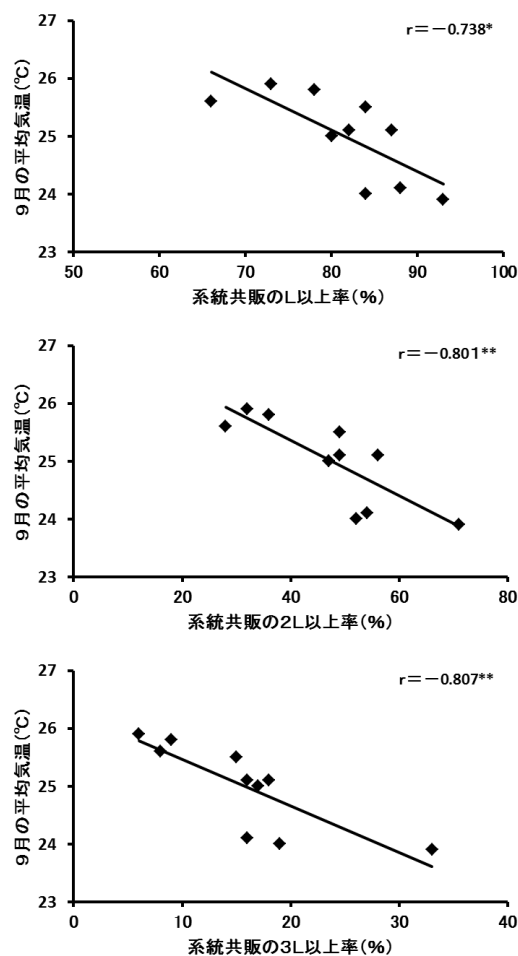 r＝－0.738*
27
26
25
24
23
50 60 70 80 90 100
9月の平均気温(℃)
系統共販のL以上率(%)
r＝－0.801**
27
26
25
24
23
0 20 40 60 80
9月の平均気温(℃)
系統共販の2L以上率(%)
r＝－0.807**
27
26
25
24
23
0 10 20 30 40
9月の平均気温(℃)
系統共販の3L以上率(%)